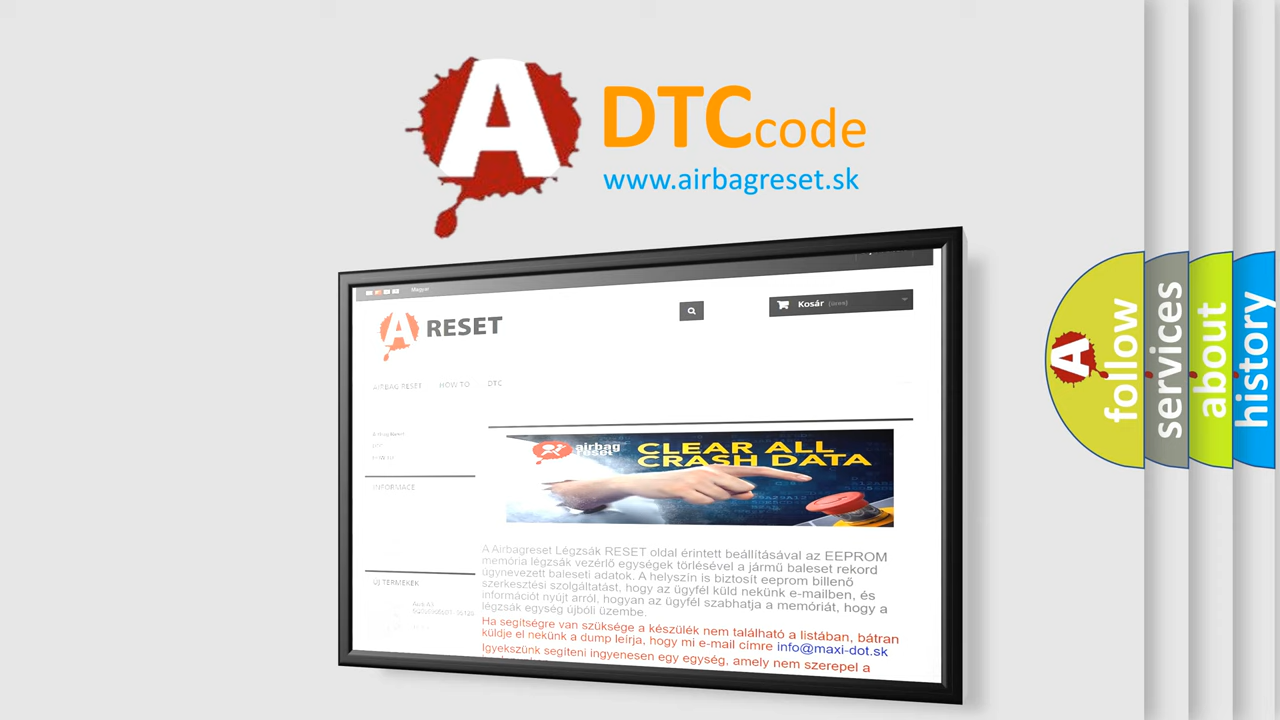 A
DTCcode
www.airbagreset.sk
Magyar
Kosár (üres)
A RESET
AIRBAG RESET HOW TO DTC
INFORMACE
airbag
reset
CLEAR ALL
CRASH DATA
A Airbagreset Légzsák RESET oldal érintett beállításával az EEPROM
memória légzsák vezérlő egységek törlésével a jármű baleset rekord
úgynevezett baleseti adatok. A helyszín is biztosít eeprom billenő
szerkesztési szolgáltatást, hogy az ügyfél küld nekünk e-mailben, és
információt nyújt arról, hogyan az ügyfél szabhatja a memóriát, hogy a
légzsák egység újbóli üzembe.
Ha segítségre van szüksége a készülék nem található a listában, bátran
küldje el nekünk a dump leírja, hogy mi e-mail címre info@maxi-dot.sk
Igyekszünk segíteni ingyenesen egy egység, amely nem szerepel a
ÚJ TERMÉKEK
A follow
services
about
history